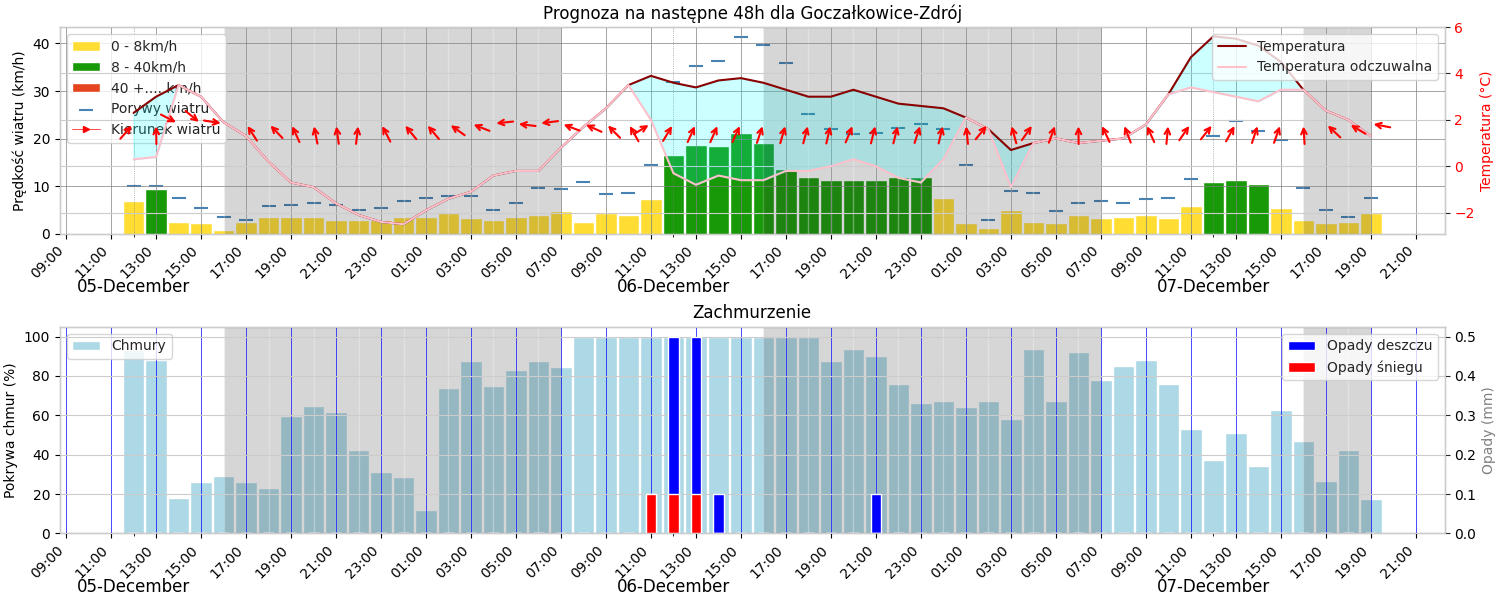 Prognoza na następne 48h dla Goczałkowice-Zdrój
Prędkość wiatru (km/h)
40
30
20
10
0
0 - 8km/h
8 - 40km/h
40 +.... km/h
Porywy wiatru
Kierunek wiatru
Temperatura
Temperatura odczuwalna
6
4
2
0
−2
Temperatura (°C)
09:00 11:00 13:00 15:00 17:00 19:00 21:00 23:00 01:00 03:00 05:00 07:00 09:00 11:00 13:00 15:00 17:00 19:00 21:00 23:00 01:00 03:00 05:00 07:00 09:00 11:00 13:00 15:00 17:00 19:00 21:00
05-December 06-December 07-December
Zachmurzenie
Pokrywa chmur (%)
100
80
60
40
20
0
Chmury
Opady deszczu
Opady śniegu
0.5
0.4
0.3
0.2
0.1
0.0
Opady (mm)
09:00 11:00 13:00 15:00 17:00 19:00 21:00 23:00 01:00 03:00 05:00 07:00 09:00 11:00 13:00 15:00 17:00 19:00 21:00 23:00 01:00 03:00 05:00 07:00 09:00 11:00 13:00 15:00 17:00 19:00 21:00
05-December 06-December 07-December